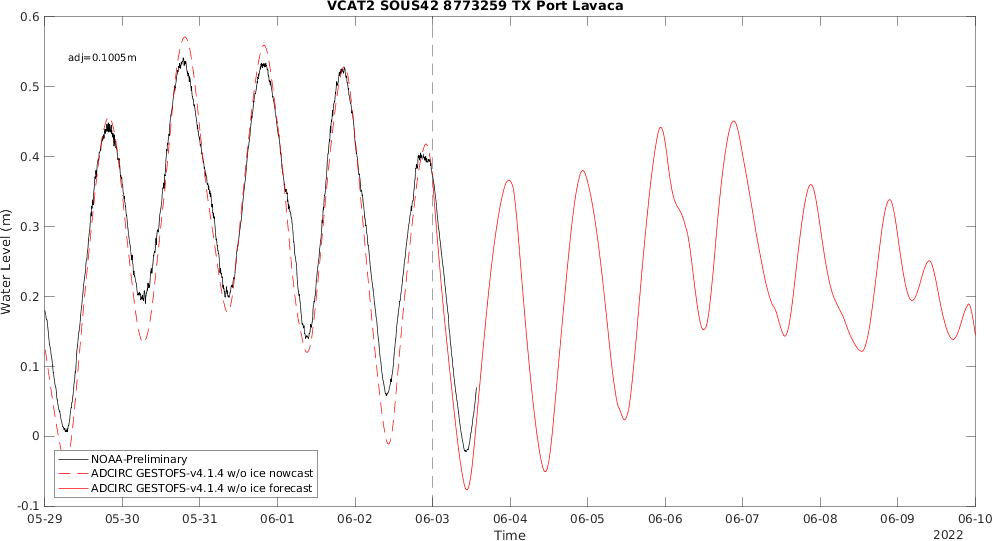 VCAT2 SOUS42 8773259 TX Port Lavaca
adj=0.1005m
Water Level (m)
0.6
0.5
0.4
0.3
0.2
0.1
0
-0.1
NOAA-Preliminary
ADCIRC GESTOFS-v4.1.4 w/o ice nowcast
ADCIRC GESTOFS-v4.1.4 w/o ice forecast
05-29 05-30 05-31 06-01 06-02 06-03 06-04 06-05 06-06 06-07 06-08 06-09 06-10
Time
2022